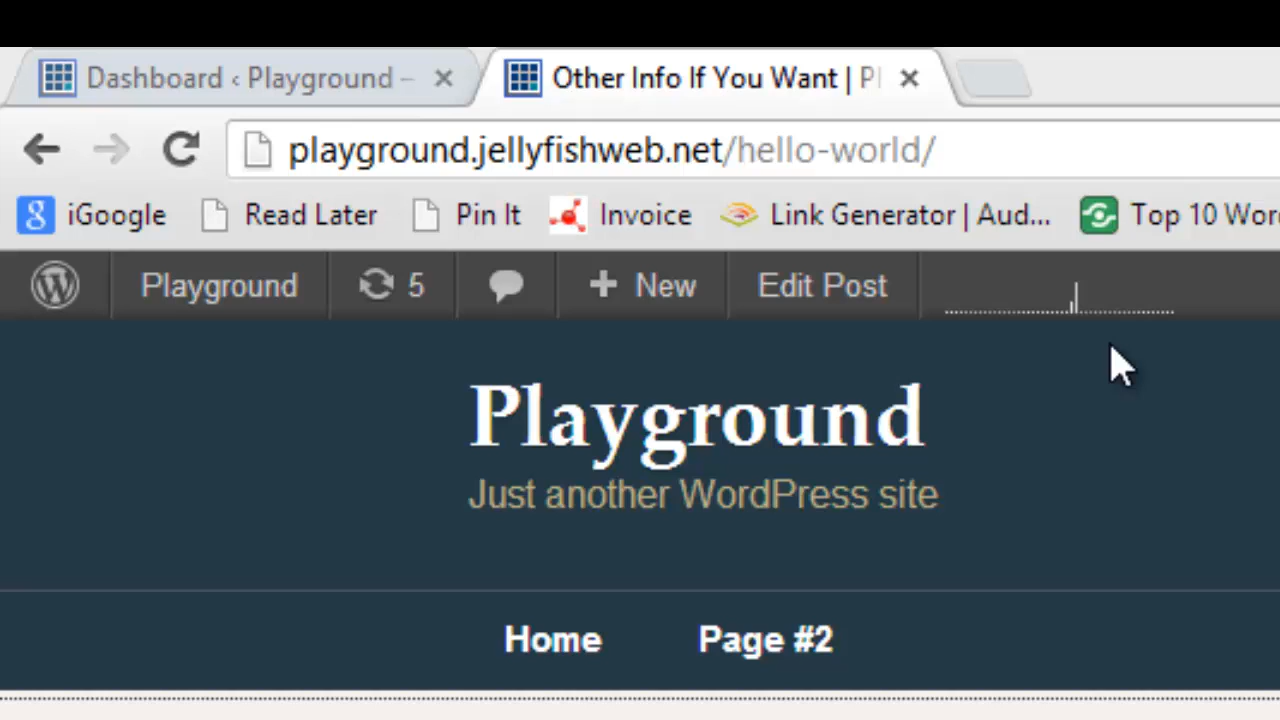 Dashboard ‹ Playground –
Other Info If You Want | Pl
playground.jellyfishweb.net/hello-world/
8 iGoogle
Read Later
Pin It
Invoice
Link Generator | Aud...
Top 10 Wor
Playground
5
+ New
Edit Post
Playground
Just another WordPress site
Home
Page #2